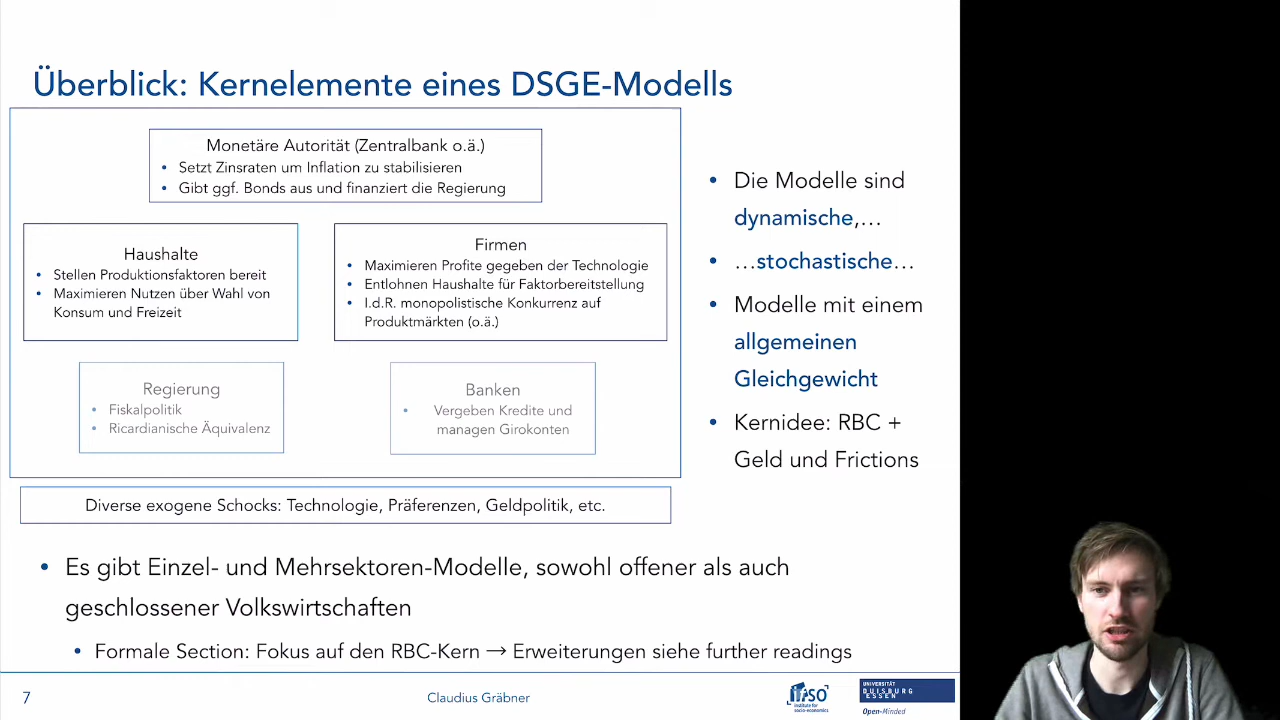 Überblick: Kernelemente eines DSGE-Modells
Monetäre Autorität (Zentralbank o.ä.)
• Setzt Zinsraten um Inflation zu stabilisieren
• Gibt ggf. Bonds aus und finanziert die Regierung
Haushalte
• Stellen Produktionsfaktoren bereit
• Maximieren Nutzen über Wahl von
Konsum und Freizeit
Firmen
• Maximieren Profite gegeben der Technologie
• Entlohnen Haushalte für Faktorbereitstellung
• I.d.R. monopolistische Konkurrenz auf
Produktmärkten (o.ä.)
Regierung
• Fiskalpolitik
• Ricardianische Äquivalenz
Banken
• Vergeben Kredite und
managen Girokonten
Diverse exogene Schocks: Technologie, Präferenzen, Geldpolitik, etc.
• Die Modelle sind
dynamische,…
• …stochastische…
• Modelle mit einem
allgemeinen
Gleichgewicht
• Kernidee: RBC +
Geld und Frictions
• Es gibt Einzel- und Mehrsektoren-Modelle, sowohl offener als auch
geschlossener Volkswirtschaften
• Formale Section: Fokus auf den RBC-Kern → Erweiterungen siehe further readings
7
Claudius Gräbner
ifso
institute for
socio-economics
UNIVERSITÄT
DUISBURG
ESSEN
Open-Minded